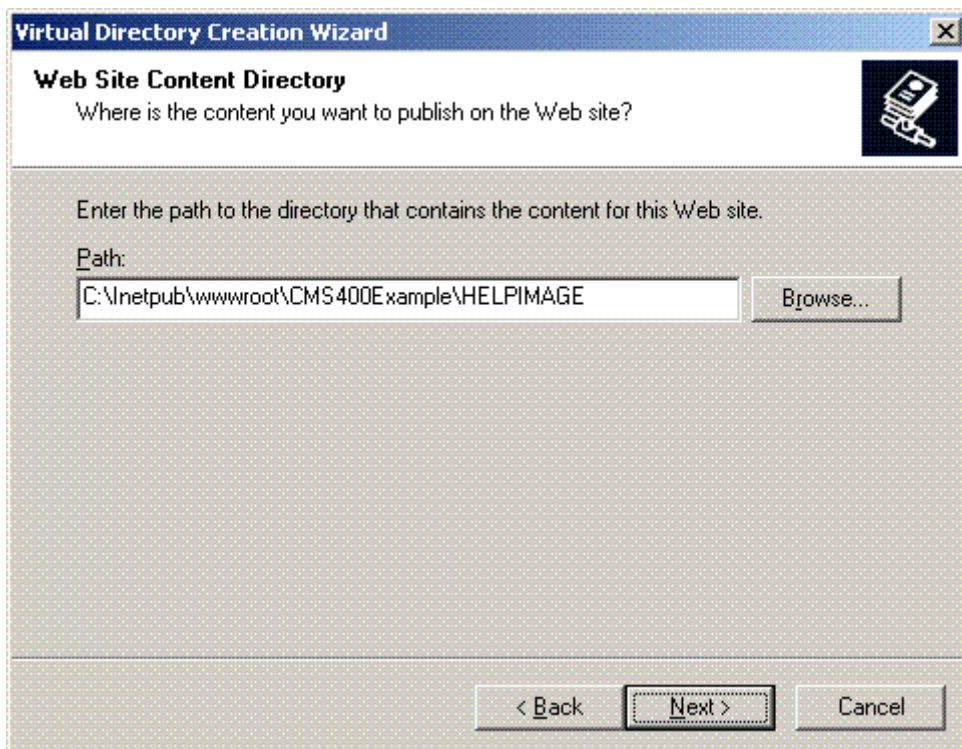 Virtual Directory Creation Wizard
Web Site Content Directory
Where is the content you want to publish on the Web site?
Enter the path to the directory that contains the content for this Web site.
Path:
C:\Inetpub\wwwroot\CMS400Example\HELPIMAGE
Browse...
< Back
Next >
Cancel